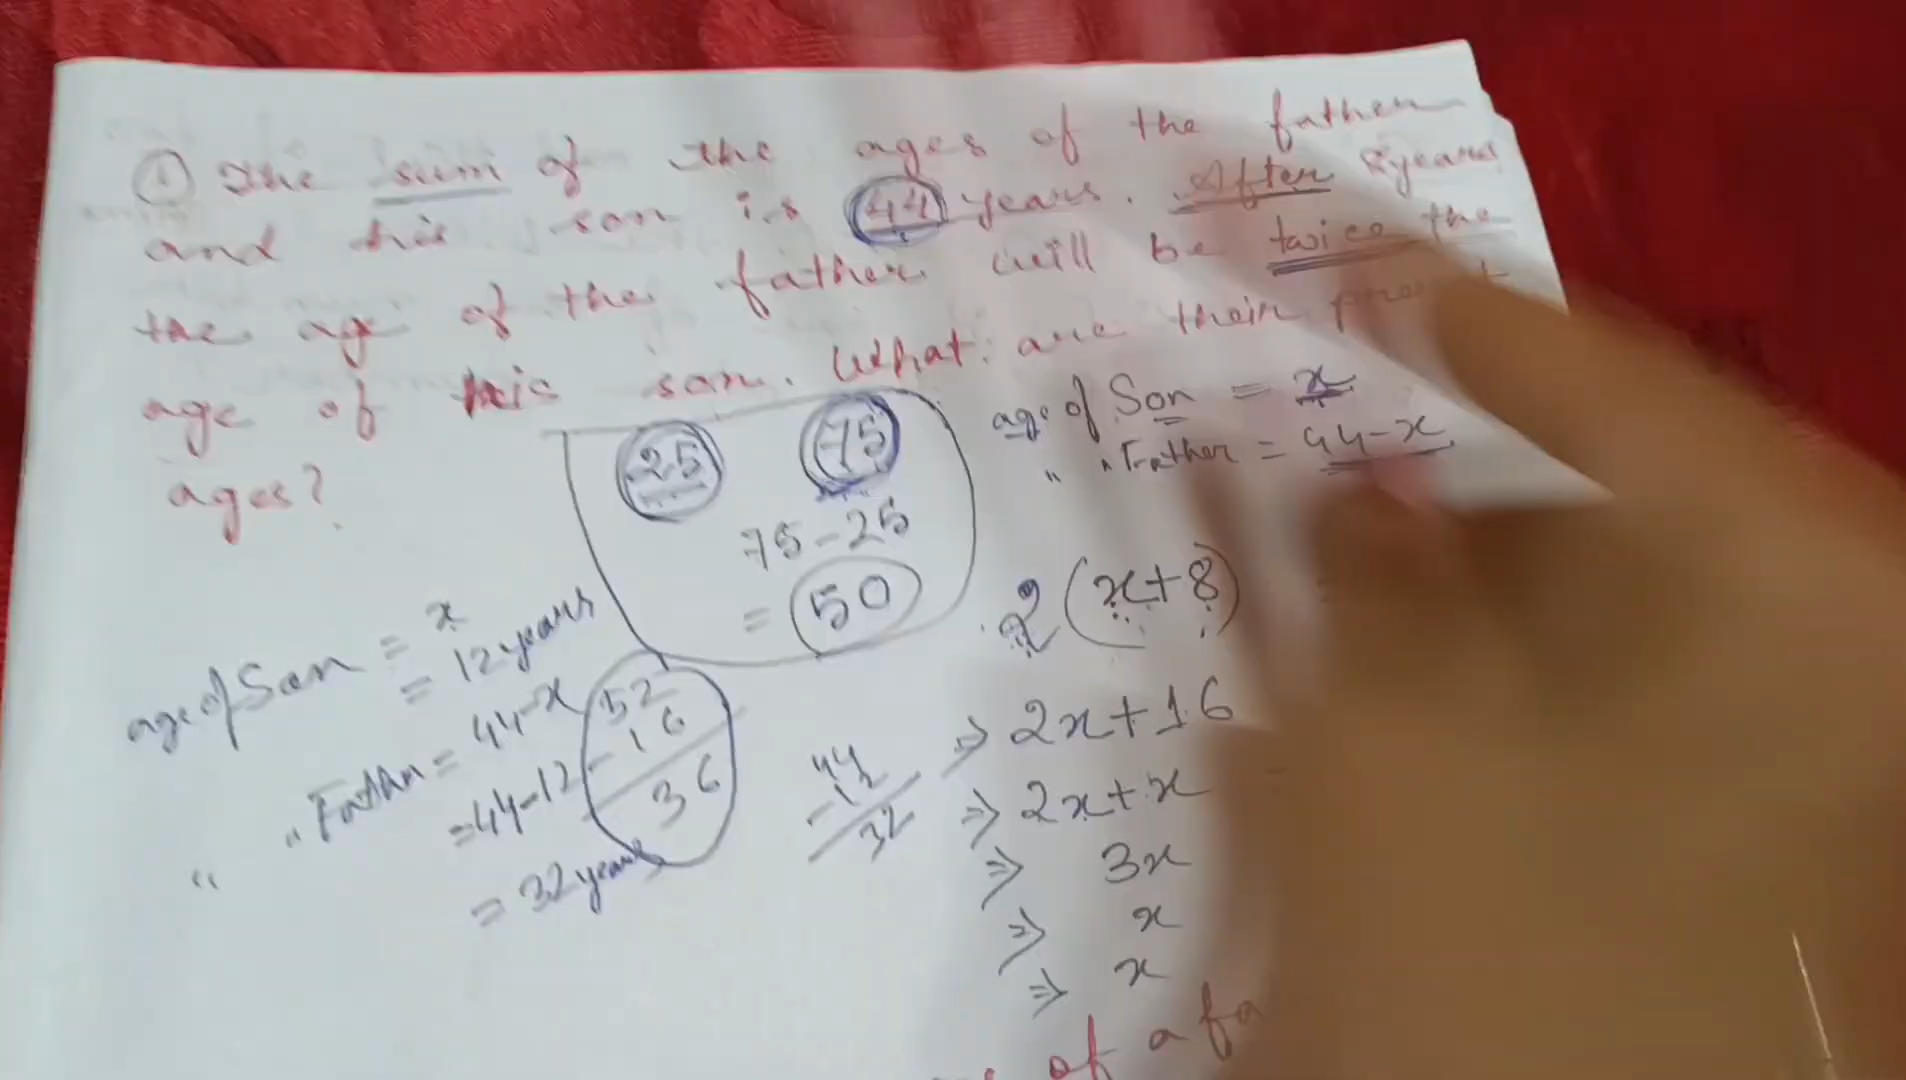 ① The sum of the ages of the father
and his son is 44 years. After 8 years
the age of the father will be twice the
age of his son. What are their
ages?
25 75
75-25
= 50
age of Son = x
" " Father = 44-x
2(x+8)
⇒ 2x+16
⇒ 2x+x
⇒ 3x
⇒ x
⇒ x
age of Son = x
= 12 years
" " Father = 44-x
= 44-12
= 32 years
52
-16
36
44
-12
32
of a fa